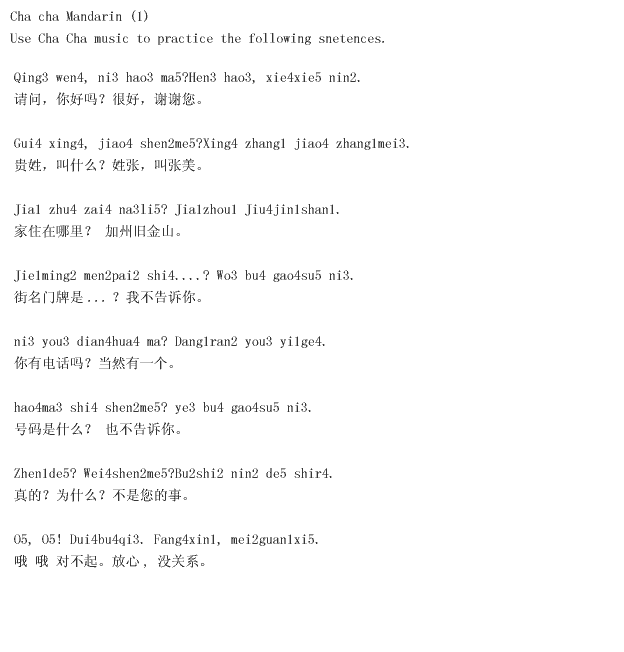 Cha cha Mandarin (1)
Use Cha Cha music to practice the following snetences.
Qing3 wen4, ni3 hao3 ma5?Hen3 hao3, xie4xie5 nin2.
请问，你好吗？很好，谢谢您。
Gui4 xing4, jiao4 shen2me5?Xing4 zhang1 jiao4 zhang1mei3.
贵姓，叫什么？姓张，叫张美。
Jia1 zhu4 zai4 na3li5? Jia1zhou1 Jiu4jin1shan1.
家住在哪里？ 加州旧金山。
Jie1ming2 men2pai2 shi4....? Wo3 bu4 gao4su5 ni3.
街名门牌是...？我不告诉你。
ni3 you3 dian4hua4 ma? Dang1ran2 you3 yi1ge4.
你有电话吗？当然有一个。
hao4ma3 shi4 shen2me5? ye3 bu4 gao4su5 ni3.
号码是什么？ 也不告诉你。
Zhen1de5? Wei4shen2me5?Bu2shi2 nin2 de5 shir4.
真的？为什么？不是您的事。
O5, O5! Dui4bu4qi3. Fang4xin1, mei2guan1xi5.
哦 哦 对不起。放心, 没关系。